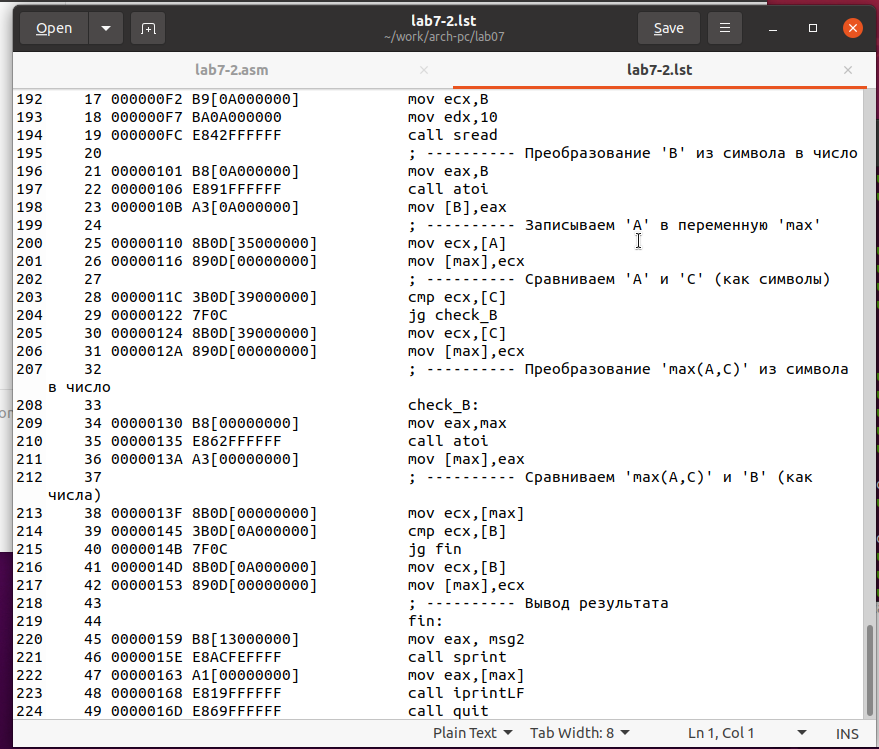 Open
lab7-2.lst
~/work/arch-pc/lab07
Save
lab7-2.asm
lab7-2.lst
192 17 000000F2 B9[0A000000] mov ecx,B
193 18 000000F7 BA0A000000 mov edx,10
194 19 000000FC E842FFFFFF call sread
195 20 ; ---------- Преобразование 'B' из символа в число
196 21 00000101 B8[0A000000] mov eax,B
197 22 00000106 E891FFFFFF call atoi
198 23 0000010B A3[0A000000] mov [B],eax
199 24 ; ---------- Записываем 'A' в переменную 'max'
200 25 00000110 8B0D[35000000] mov ecx,[A]
201 26 00000116 890D[00000000] mov [max],ecx
202 27 ; ---------- Сравниваем 'A' и 'С' (как символы)
203 28 0000011C 3B0D[39000000] cmp ecx,[C]
204 29 00000122 7F0C jg check_B
205 30 00000124 8B0D[39000000] mov ecx,[C]
206 31 0000012A 890D[00000000] mov [max],ecx
207 32 ; ---------- Преобразование 'max(A,C)' из символа
в число
208 33 check_B:
209 34 00000130 B8[00000000] mov eax,max
210 35 00000135 E862FFFFFF call atoi
211 36 0000013A A3[00000000] mov [max],eax
212 37 ; ---------- Сравниваем 'max(A,C)' и 'B' (как
числа)
213 38 0000013F 8B0D[00000000] mov ecx,[max]
214 39 00000145 3B0D[0A000000] cmp ecx,[B]
215 40 0000014B 7F0C jg fin
216 41 0000014D 8B0D[0A000000] mov ecx,[B]
217 42 00000153 890D[00000000] mov [max],ecx
218 43 ; ---------- Вывод результата
219 44 fin:
220 45 00000159 B8[13000000] mov eax, msg2
221 46 0000015E E8ACFEFFFF call sprint
222 47 00000163 A1[00000000] mov eax,[max]
223 48 00000168 E819FFFFFF call iprintLF
224 49 0000016D E869FFFFFF call quit
Plain Text Tab Width: 8 Ln 1, Col 1 INS